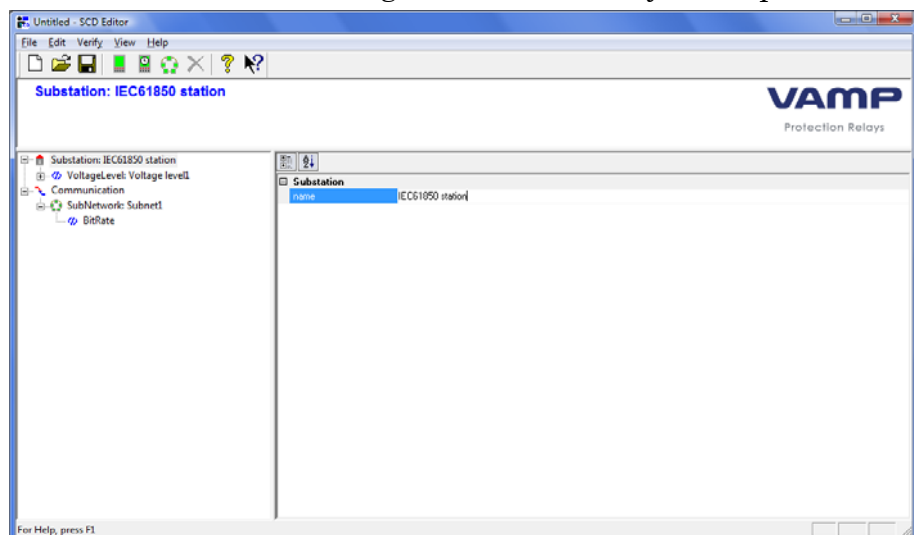 Untitled - SCD Editor
File Edit Verify View Help
Substation: IEC61850 station
VAMP
Protection Relays
Substation: IEC61850 station
VoltageLevel: Voltage level1
Communication
SubNetwork: Subnet1
BitRate
Substation
name IEC61850 station
For Help, press F1